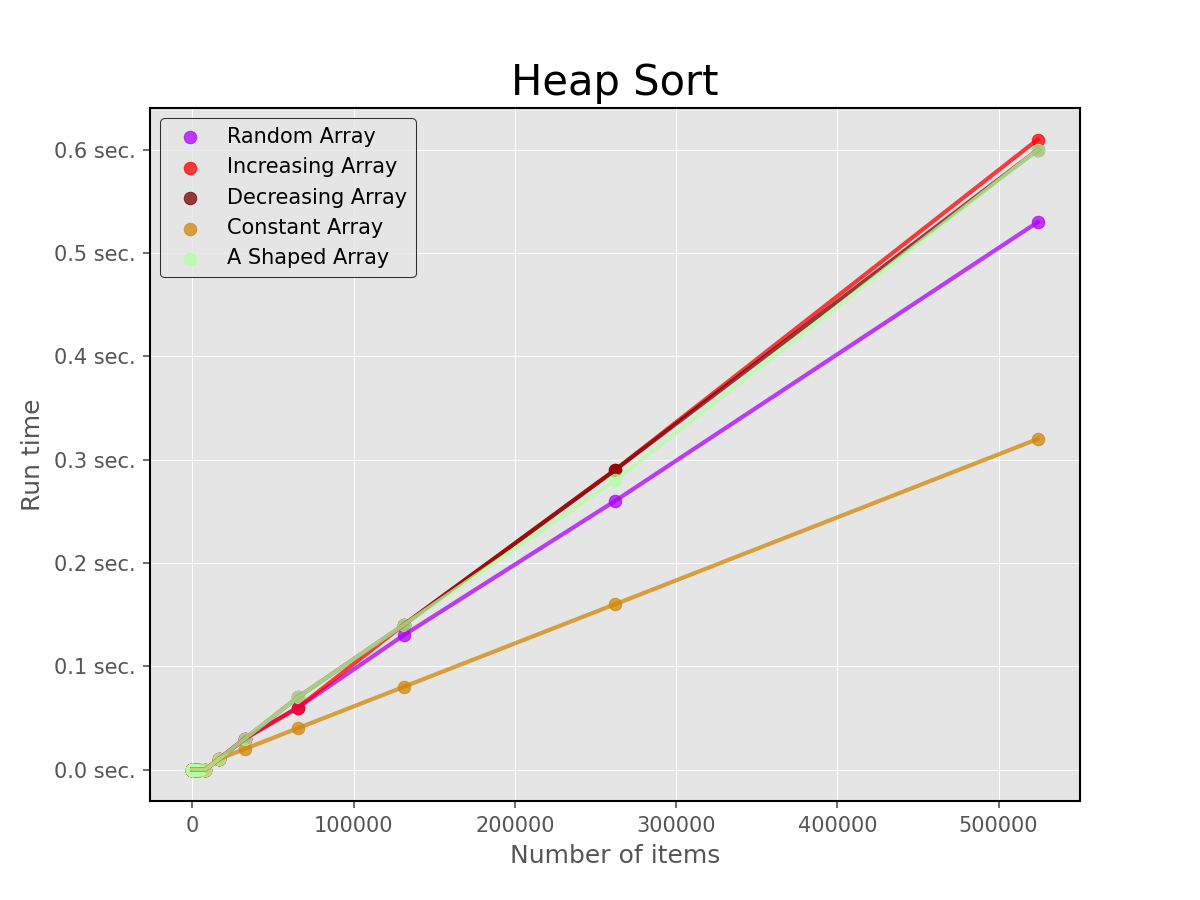 Heap Sort
Random Array
Increasing Array
Decreasing Array
Constant Array
A Shaped Array
0.6 sec.
0.5 sec.
0.4 sec.
0.3 sec.
0.2 sec.
0.1 sec.
0.0 sec.
Run time
0 100000 200000 300000 400000 500000
Number of items